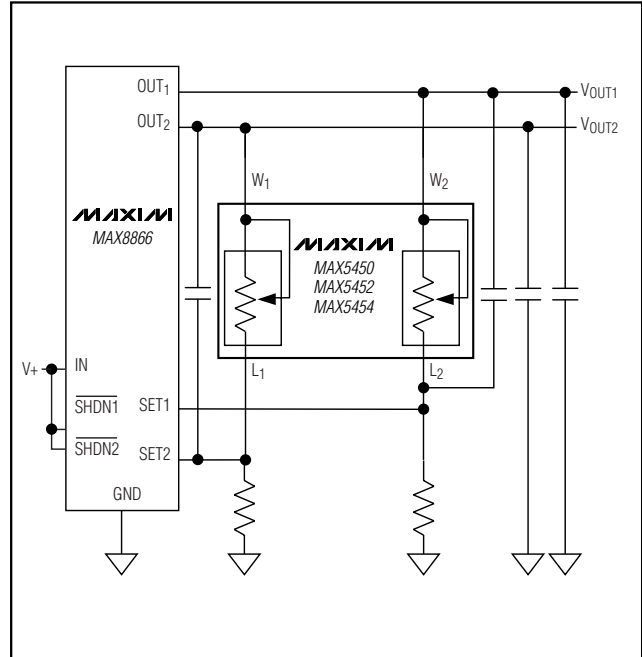 OUT1
OUT2
VOUT1
VOUT2
W1
W2
MAXIM
MAX8866
MAXIM
MAX5450
MAX5452
MAX5454
V+
IN
SHDN1
SHDN2
SET1
SET2
L1
L2
GND